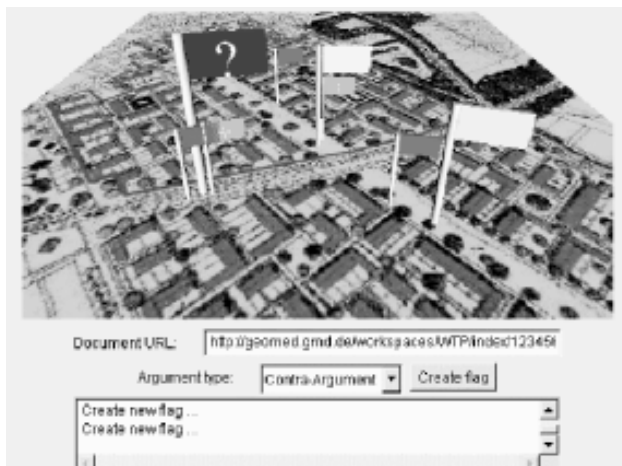 ?
Document URL: http://geomed.gmd.de/workspaces/WTP/index12345
Argument type: Contra-Argument Create flag
Create new flag ...
Create new flag ...